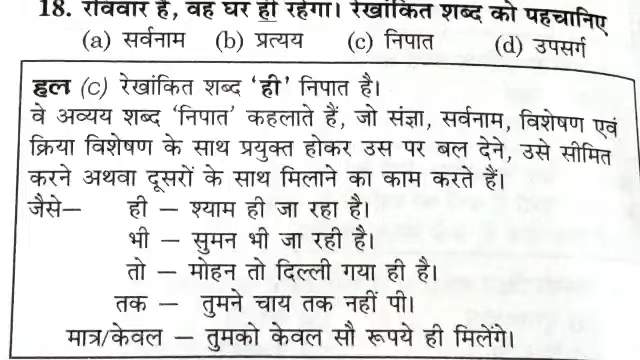 18. रविवार है, वह घर ही रहेगा। रेखांकित शब्द को पहचानिए
(a) सर्वनाम (b) प्रत्यय (c) निपात (d) उपसर्ग
हल (c) रेखांकित शब्द 'ही' निपात है।
वे अव्यय शब्द 'निपात' कहलाते हैं, जो संज्ञा, सर्वनाम, विशेषण एवं
क्रिया विशेषण के साथ प्रयुक्त होकर उस पर बल देने, उसे सीमित
करने अथवा दूसरों के साथ मिलाने का काम करते हैं।
जैसे— ही — श्याम ही जा रहा है।
भी — सुमन भी जा रही है।
तो — मोहन तो दिल्ली गया ही है।
तक — तुमने चाय तक नहीं पी।
मात्र/केवल — तुमको केवल सौ रूपये ही मिलेंगे।